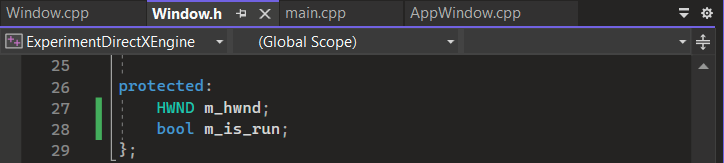 Window.cpp Window.h main.cpp AppWindow.cpp
ExperimentDirectXEngine (Global Scope)
25
26 protected:
27 HWND m_hwnd;
28 bool m_is_run;
29 };